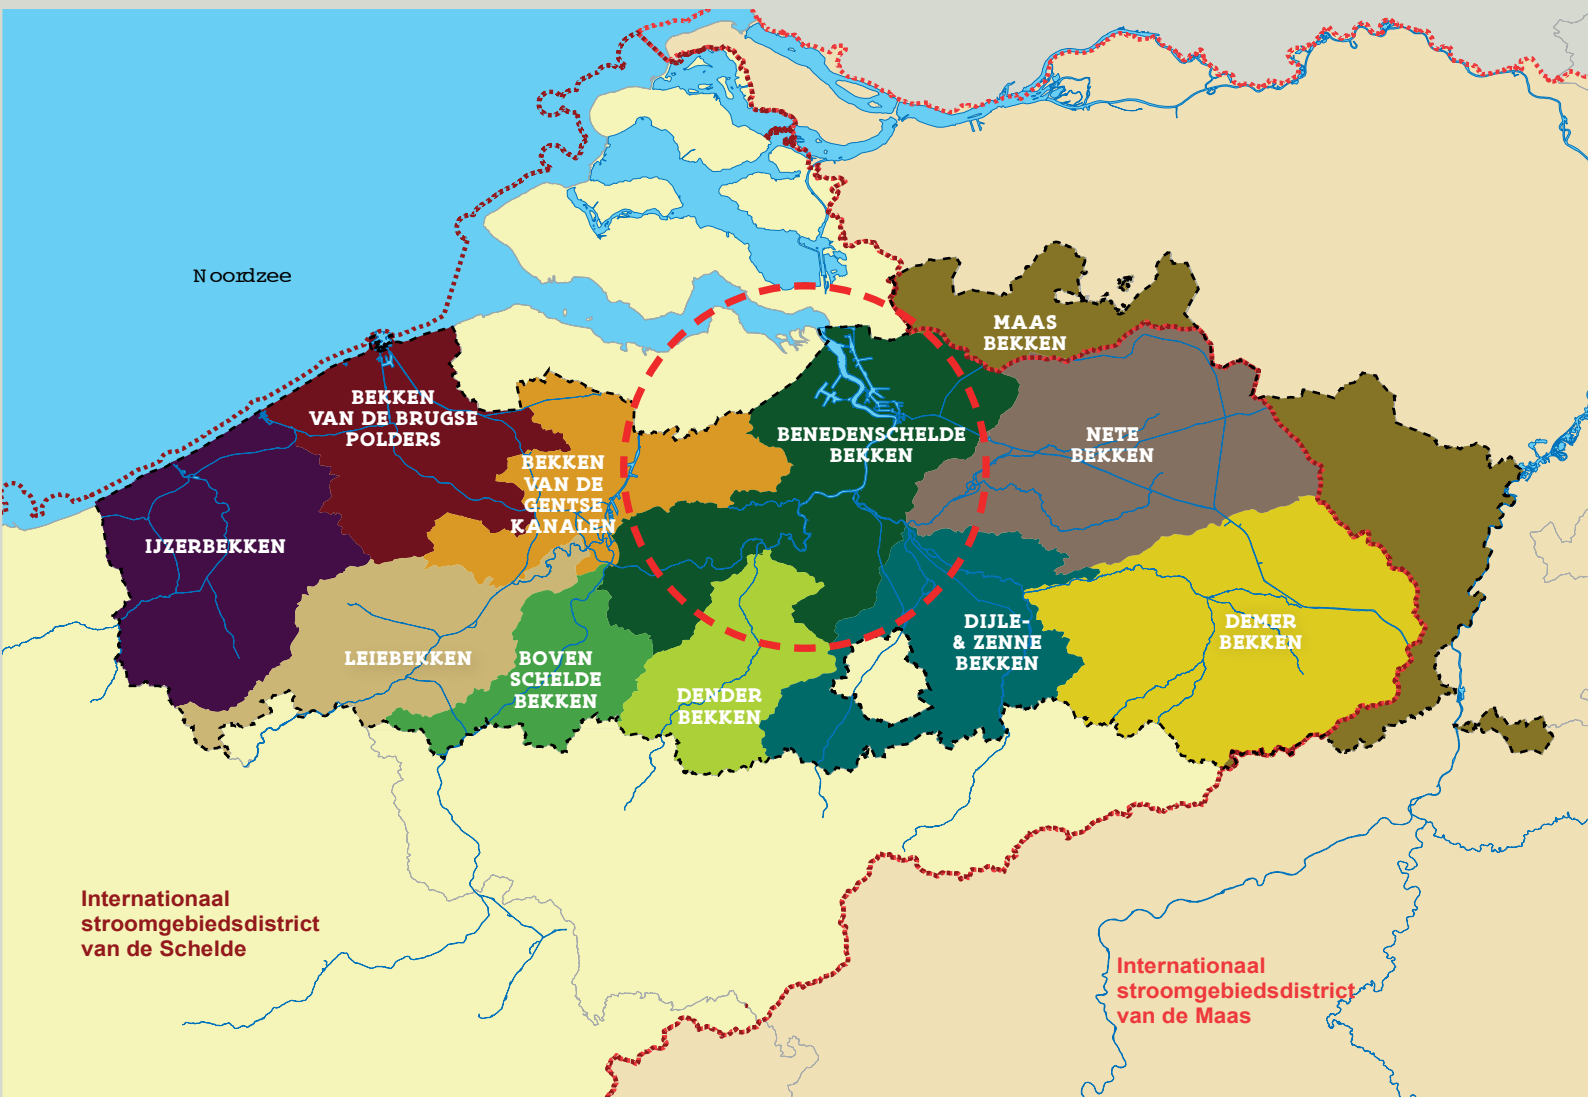 Noordzee
MAAS
BEKKEN
BEKKEN
VAN DE BRUGSE
POLDERS
BENEDENSCHELDE
BEKKEN
NETE
BEKKEN
BEKKEN
VAN DE
GENTSE
KANALEN
IJZERBEKKEN
LEIEBEKKEN
BOVEN
SCHELDE
BEKKEN
DENDER
BEKKEN
DIJLE-
& ZENNE
BEKKEN
DEMER
BEKKEN
Internationaal
stroomgebiedsdistrict
van de Schelde
Internationaal
stroomgebiedsdistrict
van de Maas